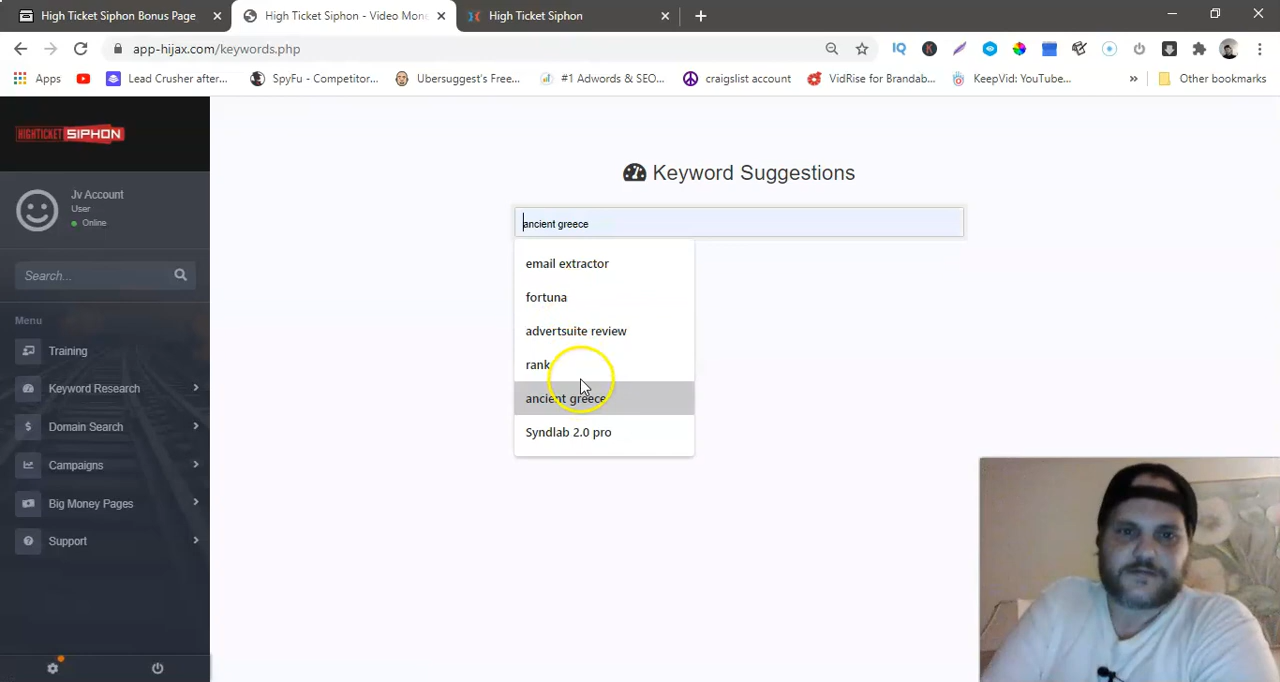 High Ticket Siphon Bonus Page
High Ticket Siphon - Video Mone
High Ticket Siphon
app-hijax.com/keywords.php
Apps
Lead Crusher after...
SpyFu - Competitor...
Ubersuggest's Free...
#1 Adwords & SEO...
craigslist account
VidRise for Brandab...
KeepVid: YouTube...
Other bookmarks
HIGHTICKET SIPHON
Jv Account
User
Online
Search...
Menu
Training
Keyword Research
Domain Search
Campaigns
Big Money Pages
Support
Keyword Suggestions
ancient greece
email extractor
fortuna
advertsuite review
rank
ancient greece
Syndlab 2.0 pro